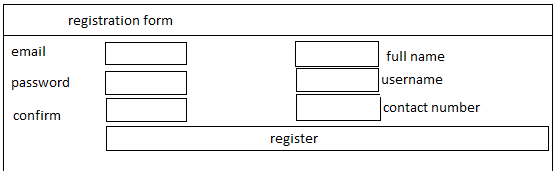 registration form
email
full name
password
username
confirm
contact number
register